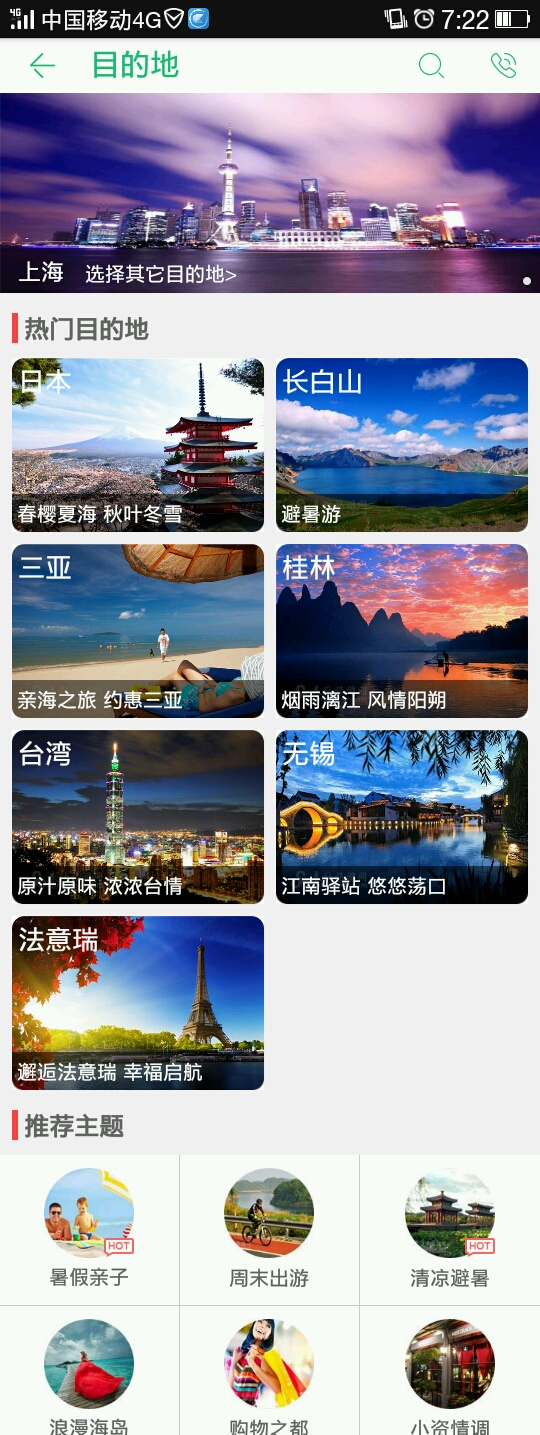 4G 中国移动4G 7:22
目的地
上海 选择其它目的地>
热门目的地
日本 长白山
春樱夏海 秋叶冬雪 避暑游
三亚 桂林
亲海之旅 约惠三亚 烟雨漓江 风情阳朔
台湾 无锡
原汁原味 浓浓台情 江南驿站 悠悠荡口
法意瑞
邂逅法意瑞 幸福启航
推荐主题
HOT HOT
暑假亲子 周末出游 清凉避暑
浪漫海岛 购物之都 小资情调